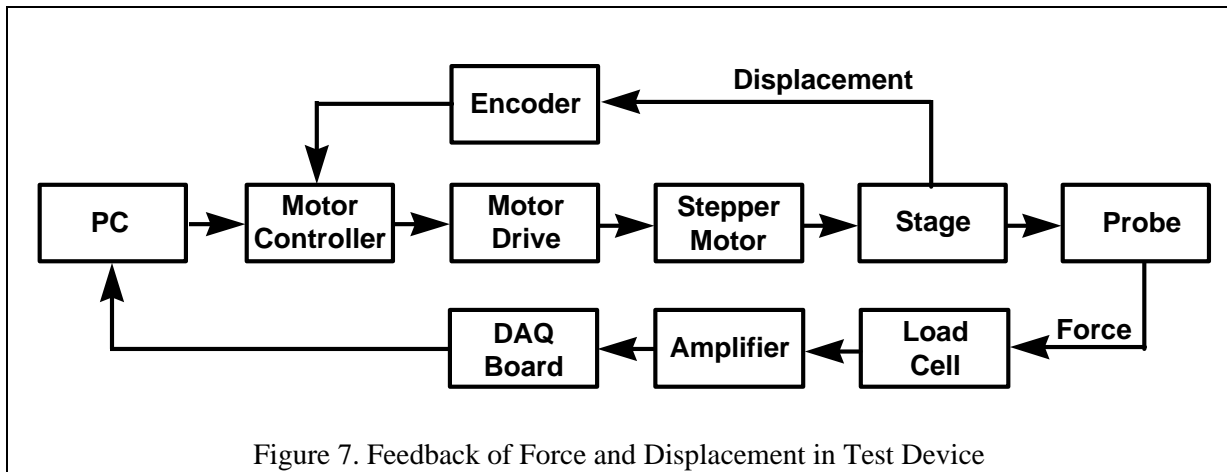 Displacement
Encoder
PC
Motor
Controller
Motor
Drive
Stepper
Motor
Stage
Probe
DAQ
Board
Amplifier
Load
Cell
Force
Figure 7. Feedback of Force and Displacement in Test Device